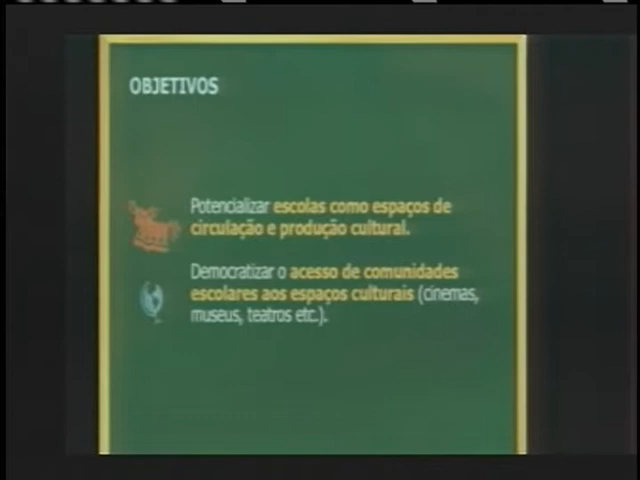 OBJETIVOS
Potencializar escolas como espaços de
circulação e produção cultural.
Democratizar o acesso de comunidades
escolares aos espaços culturais (cinemas,
museus, teatros etc.).